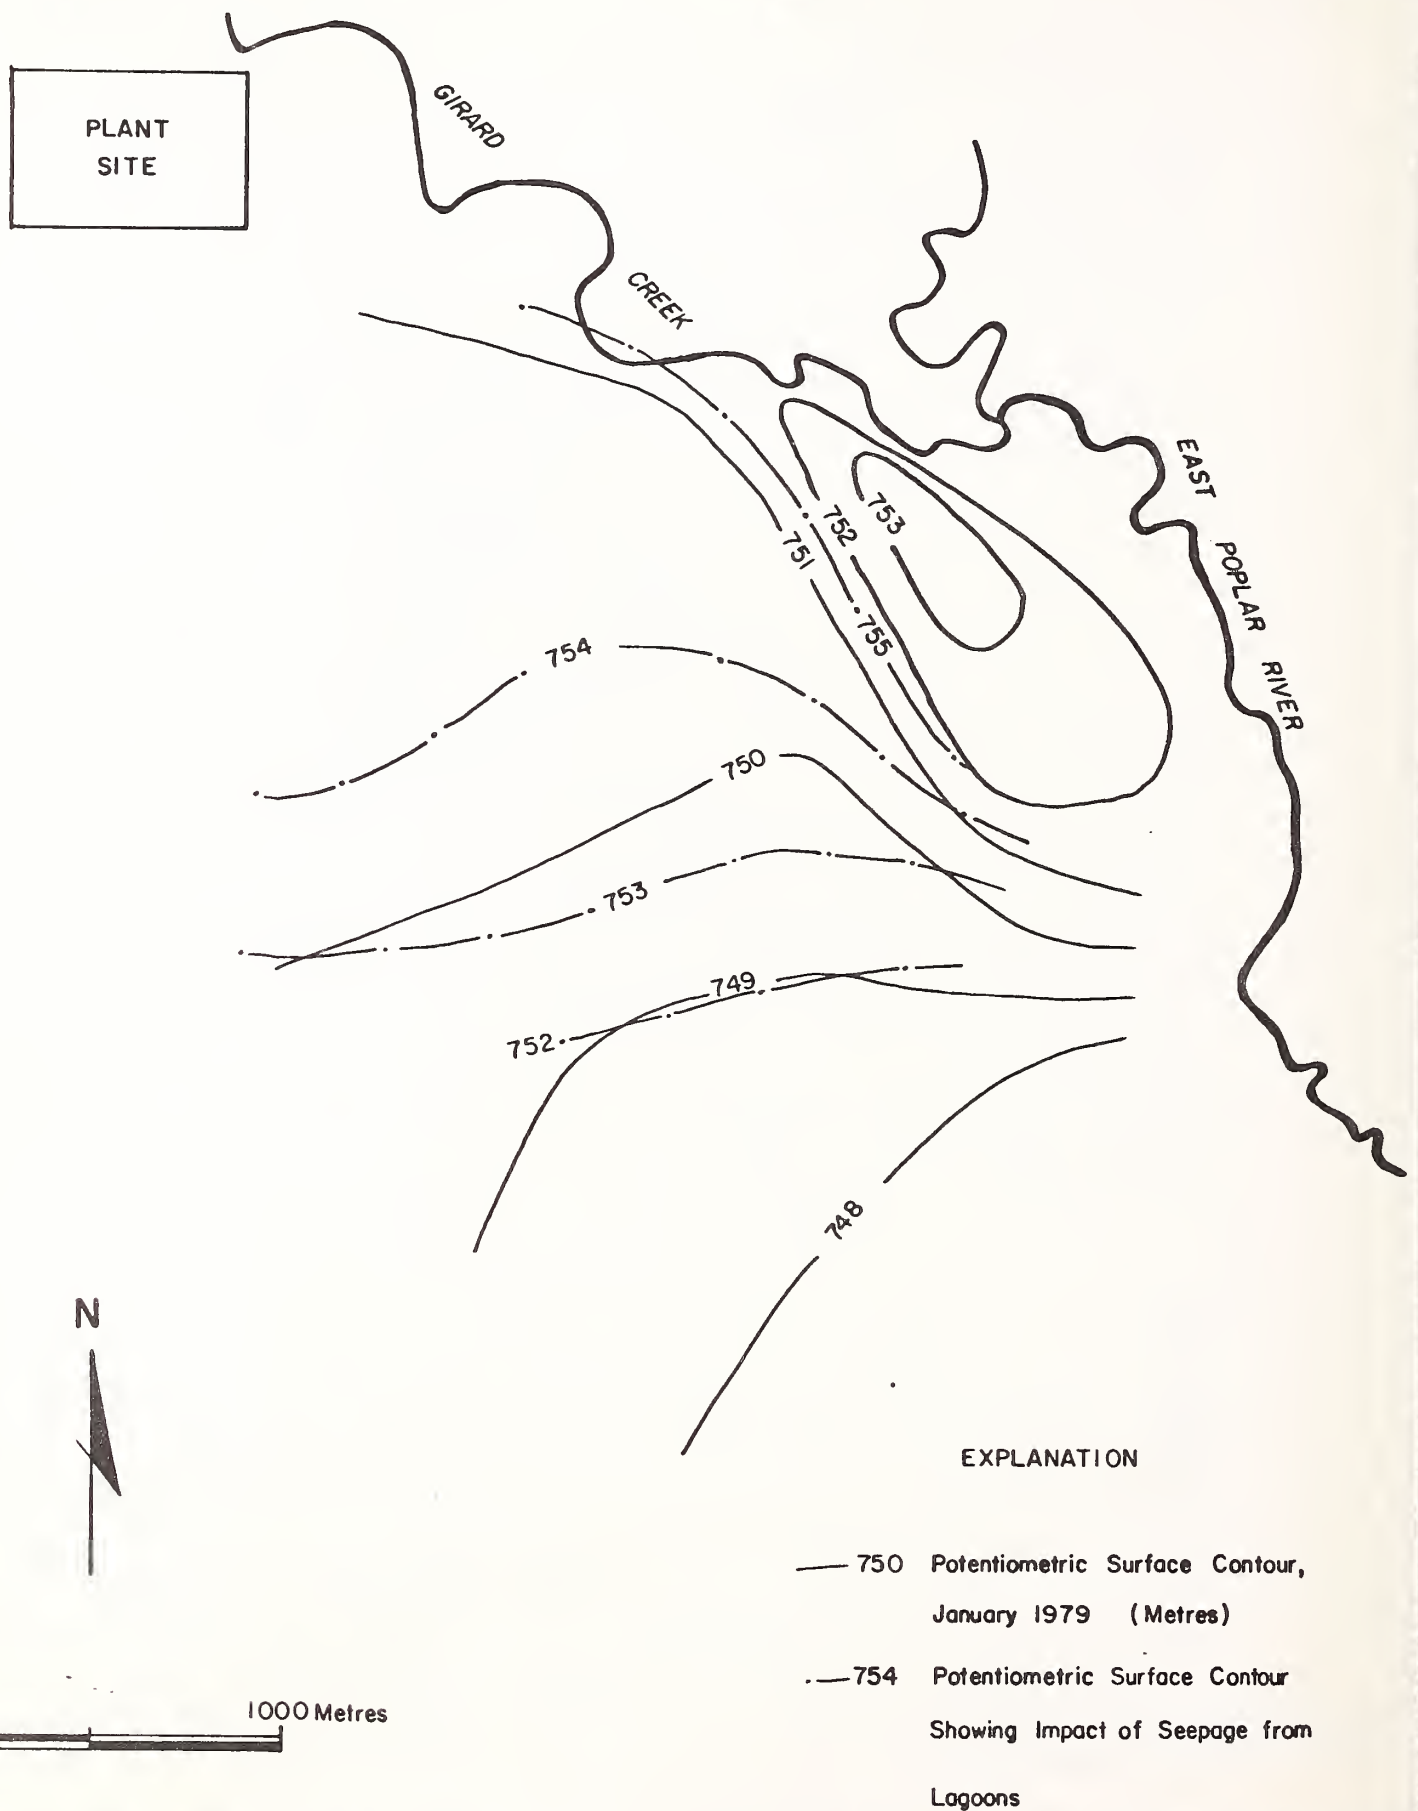 PLANT
SITE
GIRARD
CREEK
EAST
POPLAR
RIVER
753
752
751
755
754
750
753
749
752
748
N
EXPLANATION
750 Potentiometric Surface Contour,
January 1979 (Metres)
754 Potentiometric Surface Contour
Showing Impact of Seepage from
Lagoons
1000 Metres